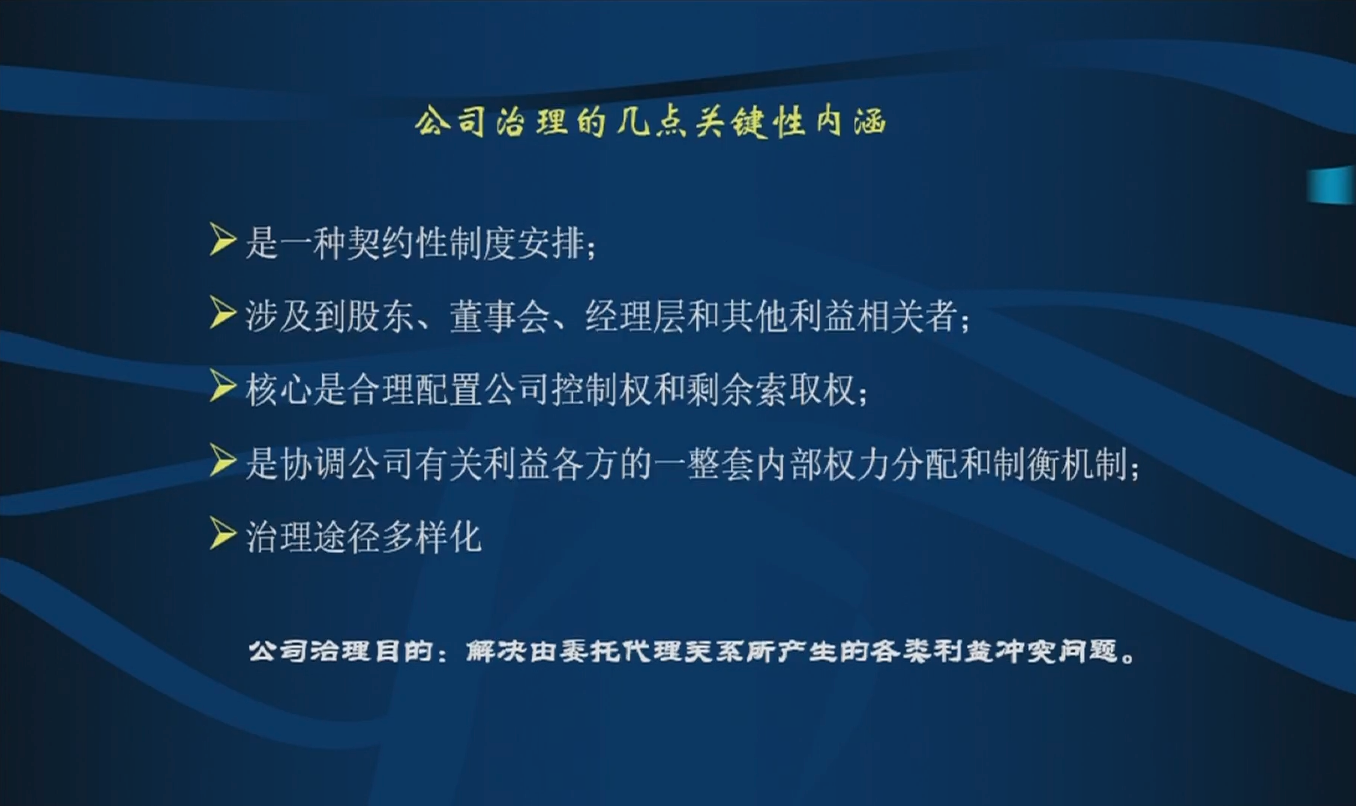 公司治理的几点关键性内涵
是一种契约性制度安排；
涉及到股东、董事会、经理层和其他利益相关者；
核心是合理配置公司控制权和剩余索取权；
是协调公司有关利益各方的一整套内部权力分配和制衡机制；
治理途径多样化
公司治理目的：解决由委托代理关系所产生的各类利益冲突问题。